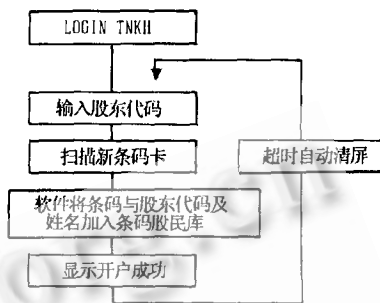 LOGIN TNKH
输入股东代码
扫描新条码卡
超时自动清屏
软件将条码与股东代码及
姓名加入条码股民库
显示开户成功